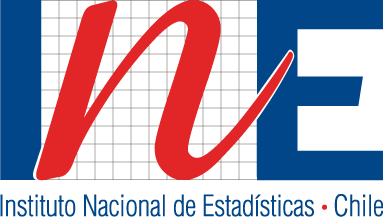 INE
Instituto Nacional de Estadísticas • Chile